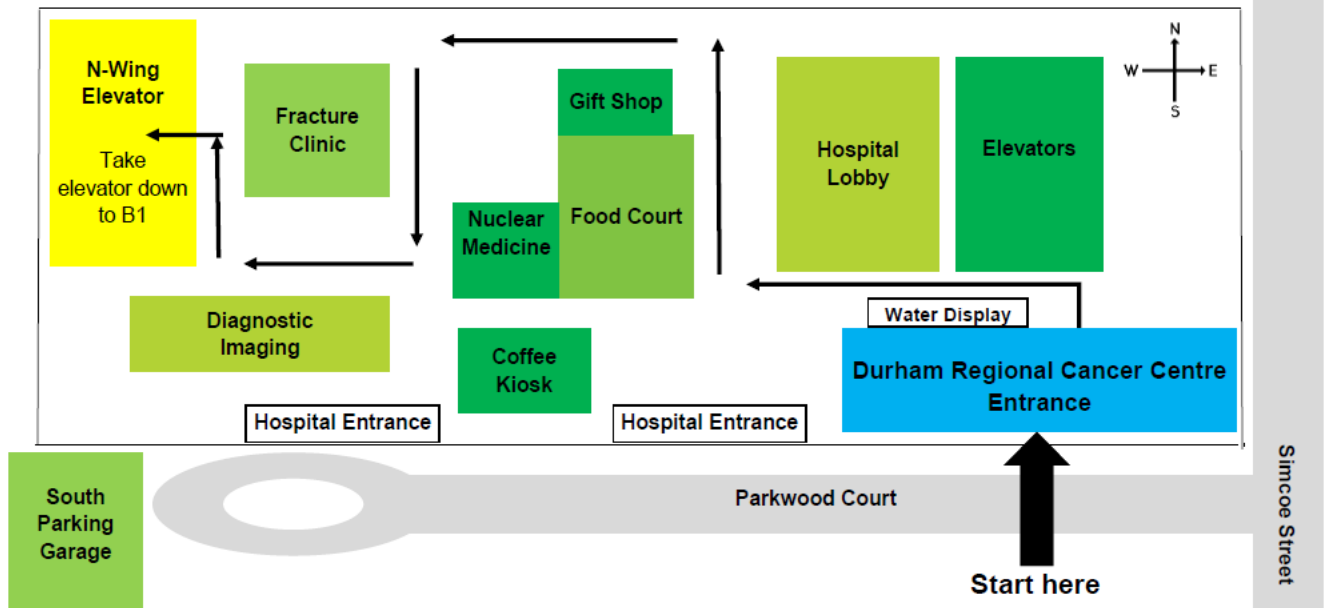 N-Wing
Elevator
Take
elevator down
to B1
Fracture
Clinic
Gift Shop
Nuclear
Medicine
Food Court
Hospital
Lobby
Elevators
N
W
E
S
Diagnostic
Imaging
Coffee
Kiosk
Water Display
Durham Regional Cancer Centre
Entrance
Hospital Entrance
Hospital Entrance
South
Parking
Garage
Parkwood Court
Start here
Simcoe Street